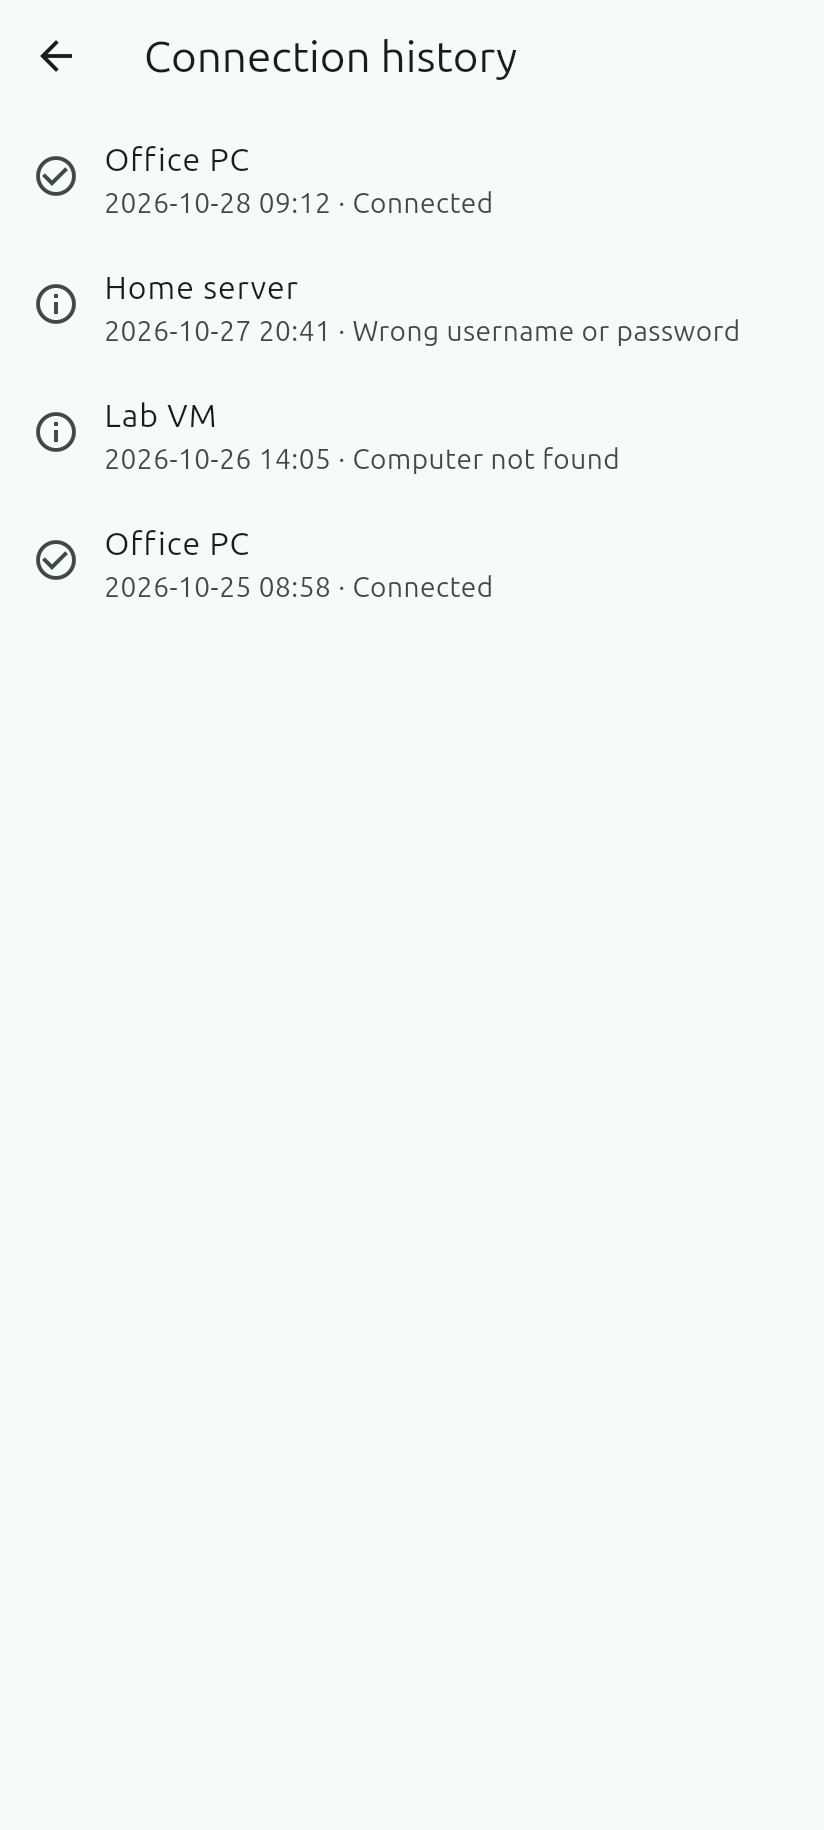 Connection history
Office PC
2026-10-28 09:12 · Connected
Home server
2026-10-27 20:41 · Wrong username or password
Lab VM
2026-10-26 14:05 · Computer not found
Office PC
2026-10-25 08:58 · Connected